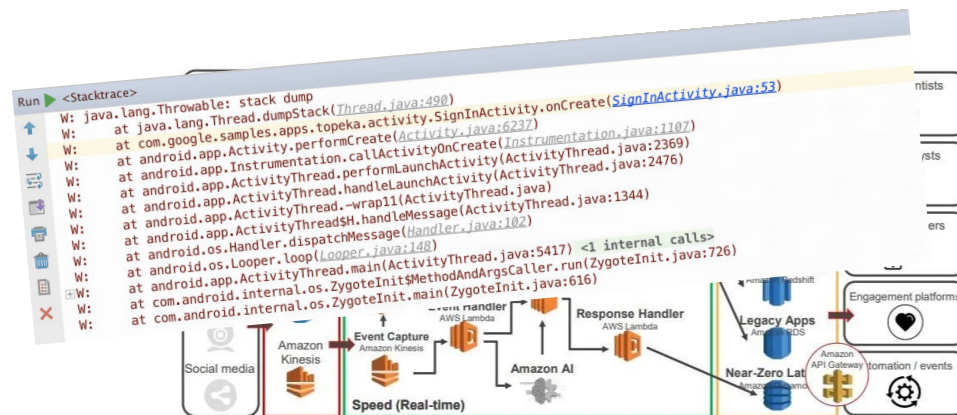 Run <Stacktrace>
W: java.lang.Throwable: stack dump
W: at java.lang.Thread.dumpStack(Thread.java:490)
W: at com.google.samples.apps.topeka.activity.SignInActivity.onCreate(SignInActivity.java:53)
W: at android.app.Activity.performCreate(Activity.java:6237)
W: at android.app.Instrumentation.callActivityOnCreate(Instrumentation.java:1107)
W: at android.app.ActivityThread.performLaunchActivity(ActivityThread.java:2369)
W: at android.app.ActivityThread.handleLaunchActivity(ActivityThread.java:2476)
W: at android.app.ActivityThread.-wrap11(ActivityThread.java)
W: at android.app.ActivityThread$H.handleMessage(ActivityThread.java:1344)
W: at android.os.Handler.dispatchMessage(Handler.java:102)
W: at android.os.Looper.loop(Looper.java:148)
W: at android.app.ActivityThread.main(ActivityThread.java:5417) <1 internal calls>
W: at com.android.internal.os.ZygoteInit$MethodAndArgsCaller.run(ZygoteInit.java:726)
W: at com.android.internal.os.ZygoteInit.main(ZygoteInit.java:616)
Social media
Amazon
Kinesis
Event Capture
Amazon Kinesis
Event Handler
AWS Lambda
Amazon AI
Response Handler
AWS Lambda
Speed (Real-time)
Amazon Redshift
Legacy Apps
Amazon RDS
Near-Zero
Amazon
API Gateway
Engagement platforms
/ events